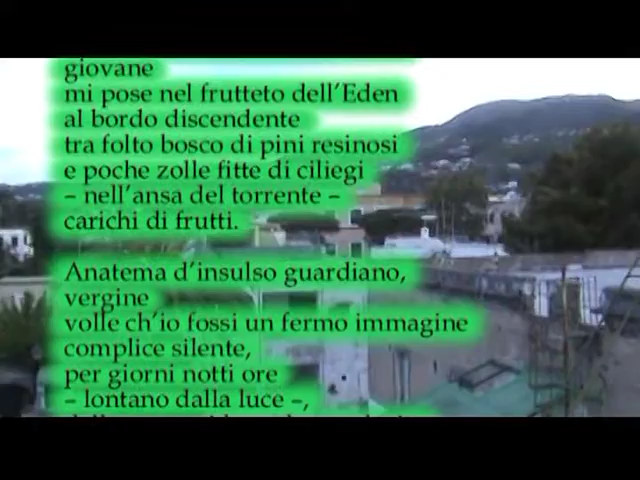 giovane
mi pose nel frutteto dell'Eden
al bordo discendente
tra folto bosco di pini resinosi
e poche zolle fitte di ciliegi
– nell'ansa del torrente –
carichi di frutti.
Anatema d'insulso guardiano,
vergine
volle ch'io fossi un fermo immagine
complice silente,
per giorni notti ore
– lontano dalla luce –,